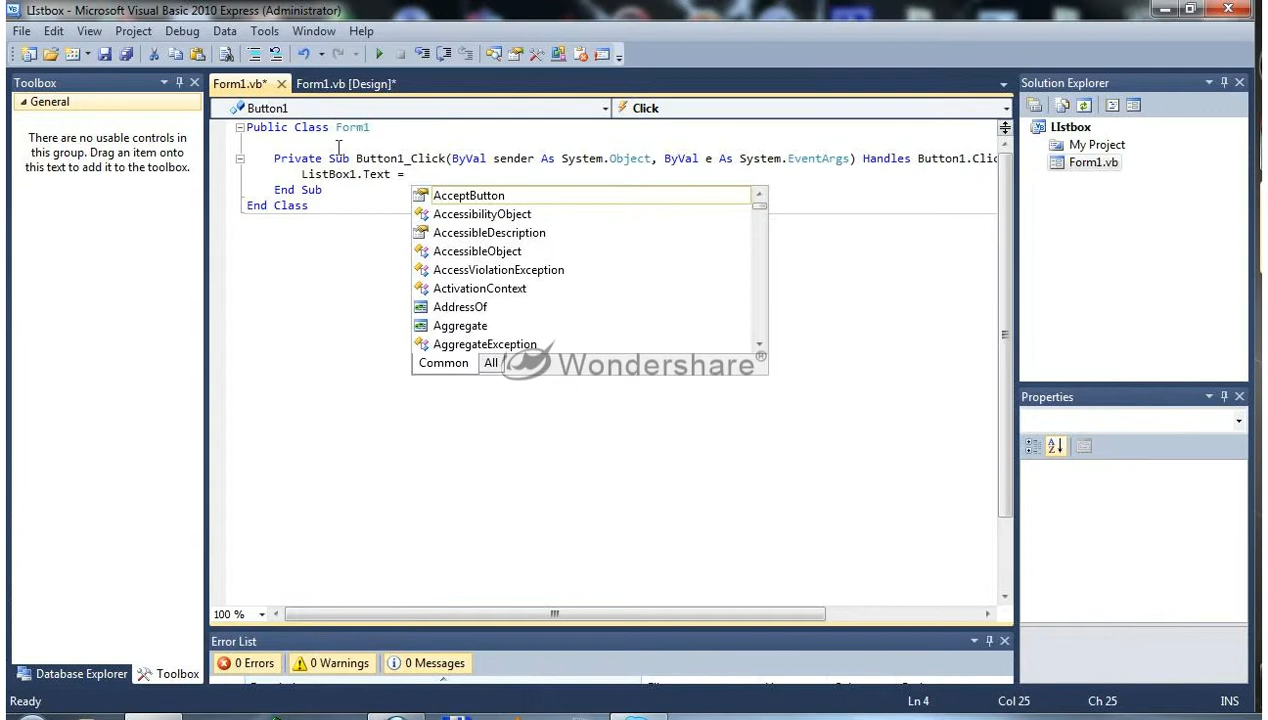 LIstbox - Microsoft Visual Basic 2010 Express (Administrator)
File Edit View Project Debug Data Tools Window Help
Toolbox
General
There are no usable controls in
this group. Drag an item onto
this text to add it to the toolbox.
Database Explorer Toolbox
Form1.vb* Form1.vb [Design]*
Button1 Click
Public Class Form1
Private Sub Button1_Click(ByVal sender As System.Object, ByVal e As System.EventArgs) Handles Button1.Clic
ListBox1.Text =
End Sub
End Class
AcceptButton
AccessibilityObject
AccessibleDescription
AccessibleObject
AccessViolationException
ActivationContext
AddressOf
Aggregate
AggregateException
Common All
Wondershare®
100 %
Error List
0 Errors 0 Warnings 0 Messages
Solution Explorer
LIstbox
My Project
Form1.vb
Properties
Ready Ln 4 Col 25 Ch 25 INS